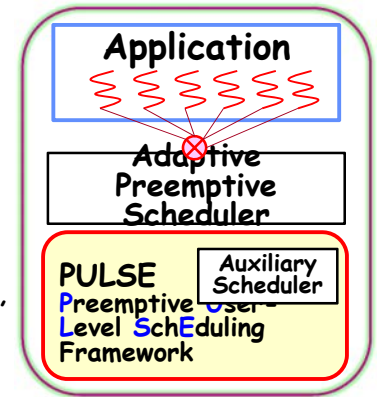 Application
Adaptive
Preemptive
Scheduler
Auxiliary
Scheduler
PULSE
Preemptive User-
Level SchEduling
Framework